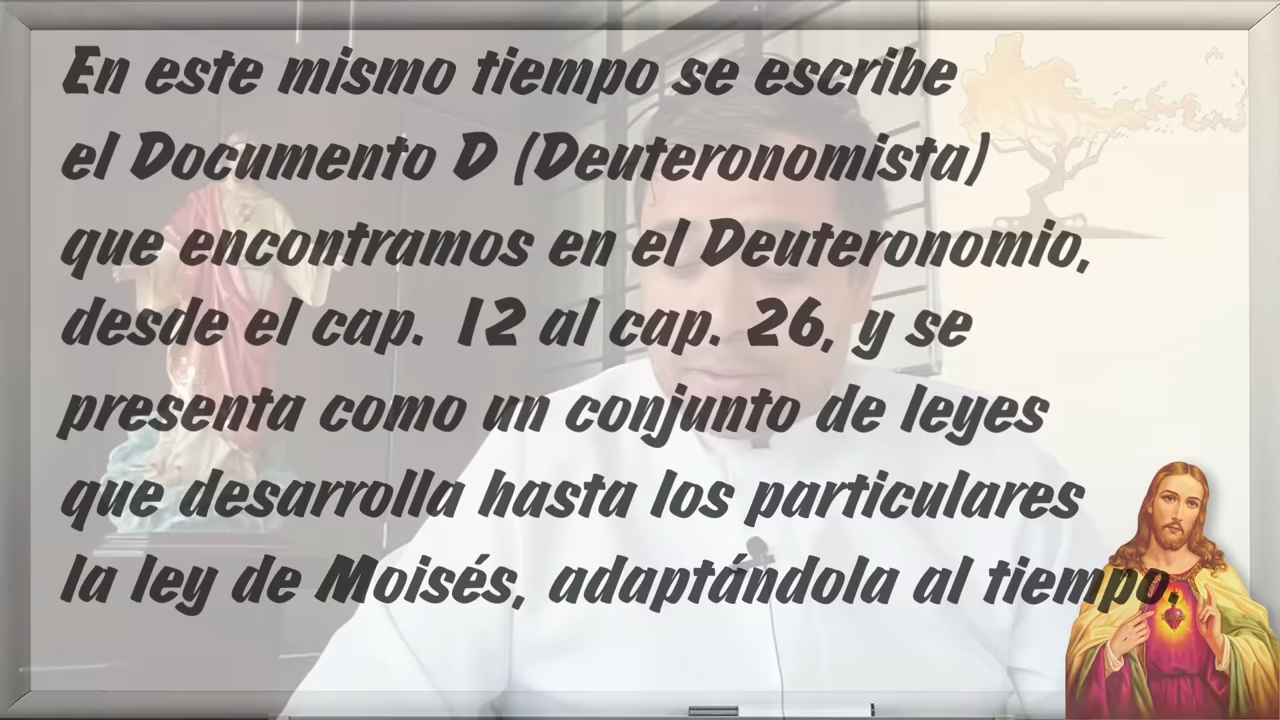 En este mismo tiempo se escribe
el Documento D (Deuteronomista)
que encontramos en el Deuteronomio,
desde el cap. 12 al cap. 26, y se
presenta como un conjunto de leyes
que desarrolla hasta los particulares
la ley de Moisés, adaptándola al tiempo.